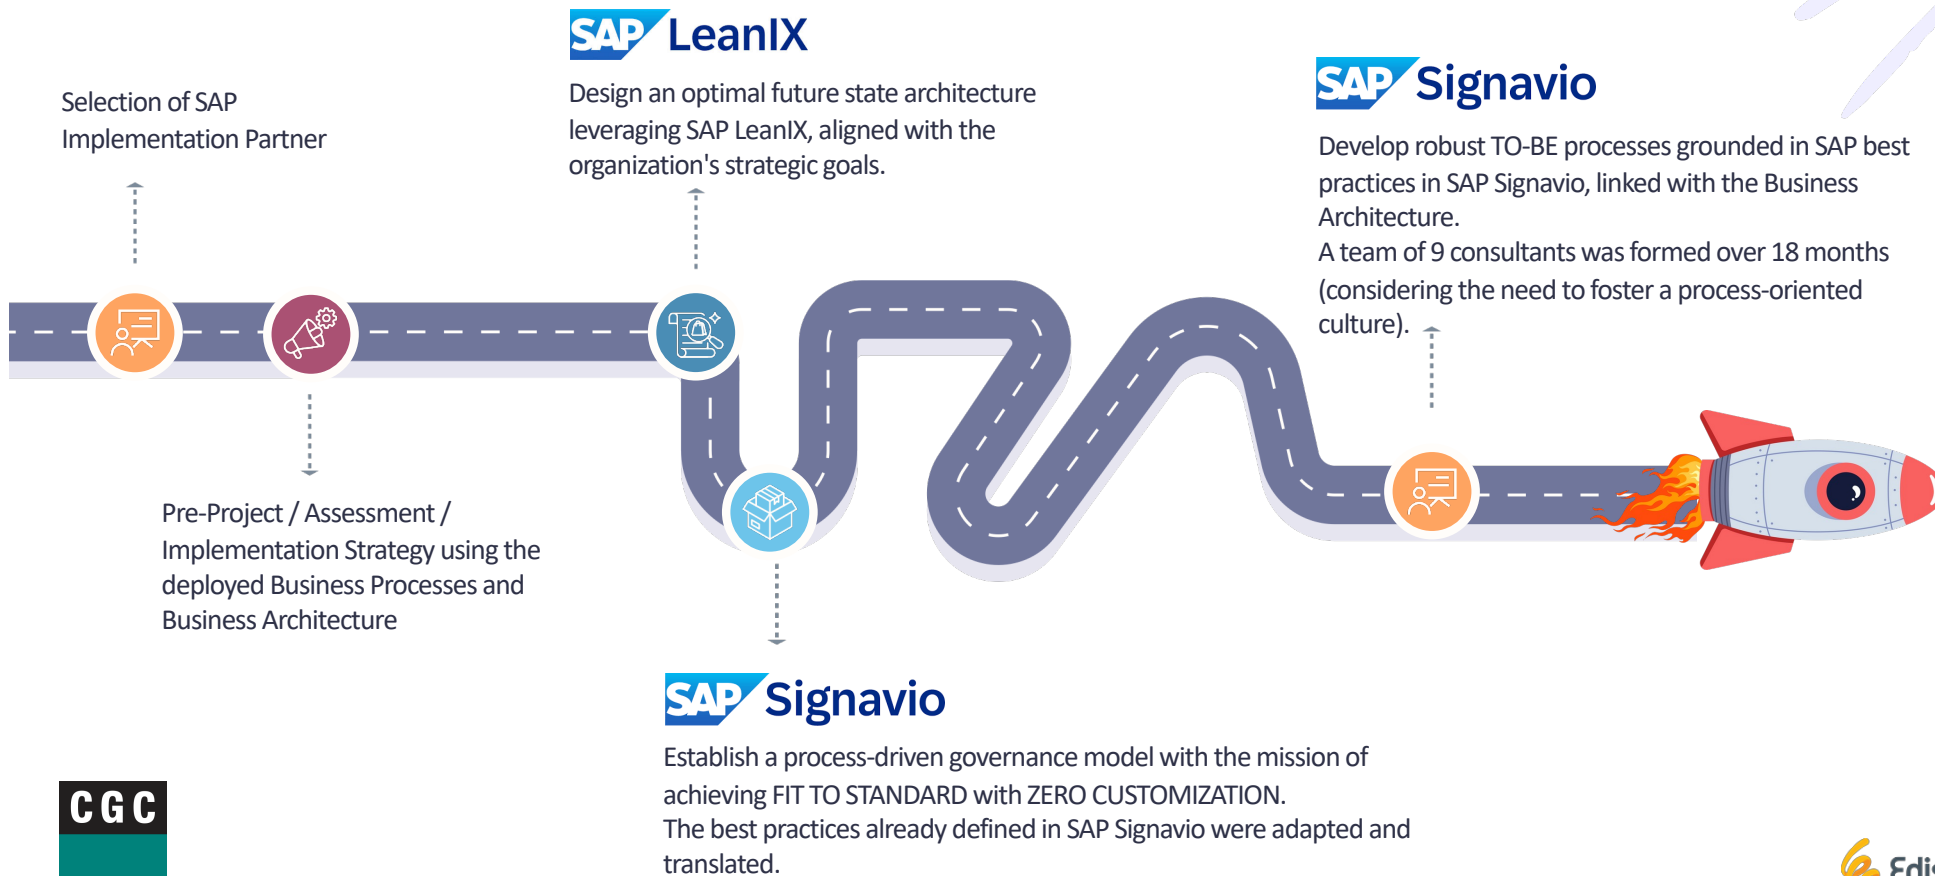 Selection of SAP
Implementation Partner
SAP LeanIX
Design an optimal future state architecture
leveraging SAP LeanIX, aligned with the
organization's strategic goals.
SAP Signavio
Develop robust TO-BE processes grounded in SAP best
practices in SAP Signavio, linked with the Business
Architecture.
A team of 9 consultants was formed over 18 months
(considering the need to foster a process-oriented
culture).
Pre-Project / Assessment /
Implementation Strategy using the
deployed Business Processes and
Business Architecture
SAP Signavio
Establish a process-driven governance model with the mission of
achieving FIT TO STANDARD with ZERO CUSTOMIZATION.
The best practices already defined in SAP Signavio were adapted and
translated.
CGC